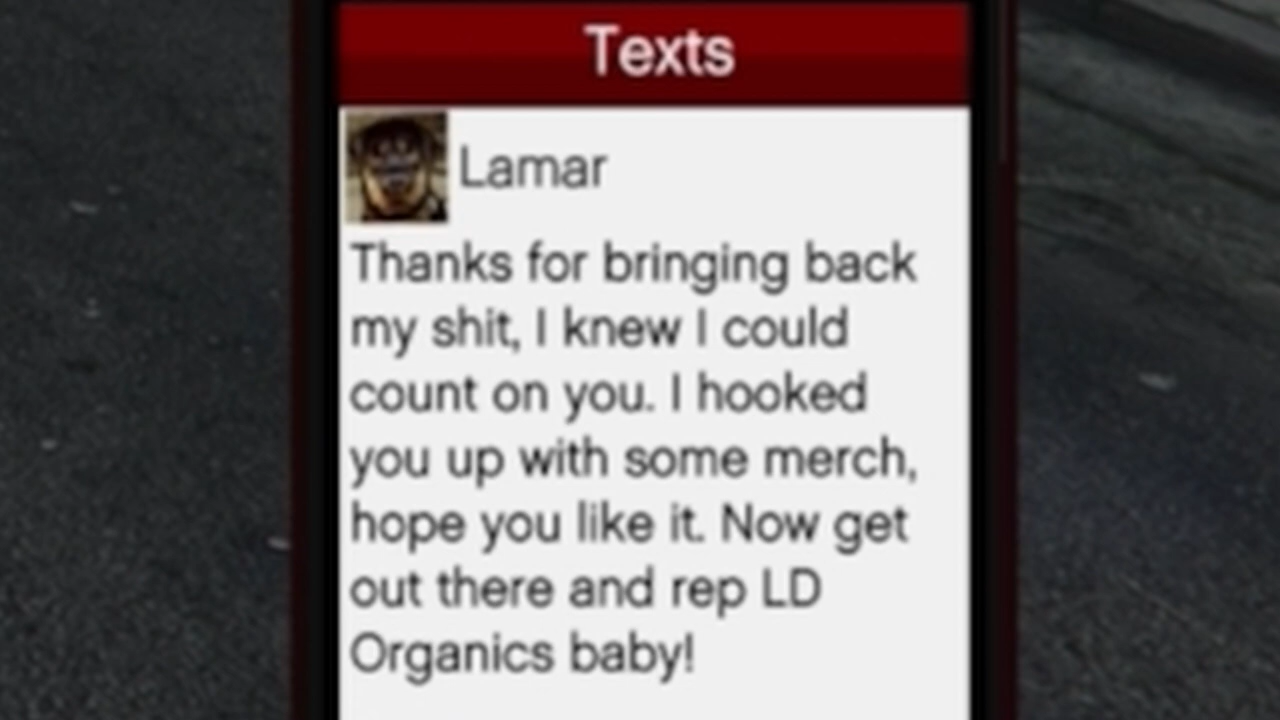 Texts
Lamar
Thanks for bringing back
my shit, I knew I could
count on you. I hooked
you up with some merch,
hope you like it. Now get
out there and rep LD
Organics baby!